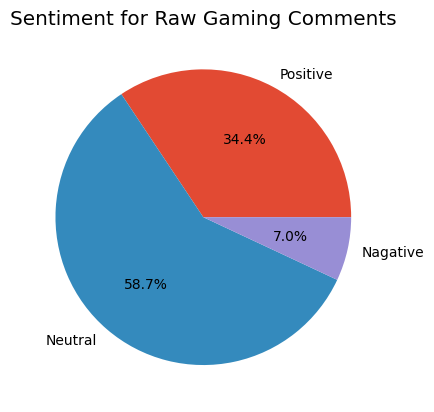 Sentiment for Raw Gaming Comments
Positive
34.4%
7.0%
Nagative
58.7%
Neutral